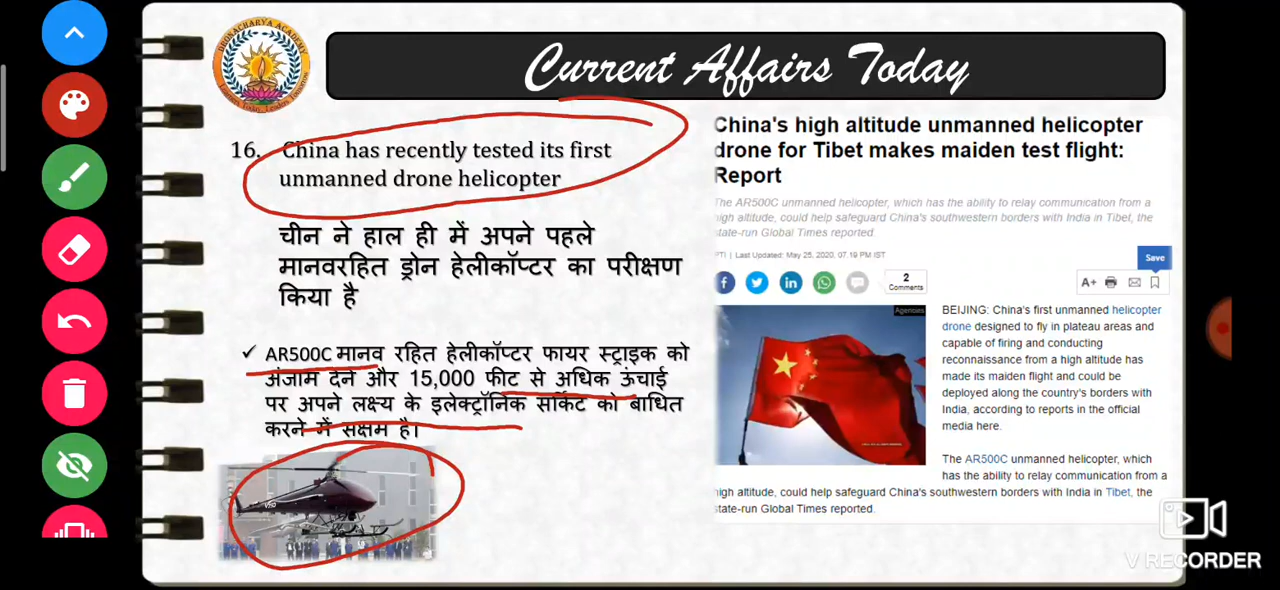 DRONACHARYA ACADEMY
Learners Today, Leaders Tomorrow
Current Affairs Today
16. China has recently tested its first
unmanned drone helicopter
चीन ने हाल ही में अपने पहले
मानवरहित ड्रोन हेलीकॉप्टर का परीक्षण
किया है
✓ AR500C मानव रहित हेलीकॉप्टर फायर स्ट्राइक को
अंजाम देने और 15,000 फीट से अधिक ऊंचाई
पर अपने लक्ष्य के इलेक्ट्रॉनिक सर्किट को बाधित
करने में सक्षम है।
China's high altitude unmanned helicopter
drone for Tibet makes maiden test flight:
Report
The AR500C unmanned helicopter, which has the ability to relay communication from a
high altitude, could help safeguard China's southwestern borders with India in Tibet, the
state-run Global Times reported.
PTI | Last Updated: May 25, 2020, 07.19 PM IST
Save
2
Comments
A+
Agencies
BEIJING: China's first unmanned helicopter
drone designed to fly in plateau areas and
capable of firing and conducting
reconnaissance from a high altitude has
made its maiden flight and could be
deployed along the country's borders with
India, according to reports in the official
media here.
The AR500C unmanned helicopter, which
has the ability to relay communication from a
high altitude, could help safeguard China's southwestern borders with India in Tibet, the
state-run Global Times reported.
V RECORDER